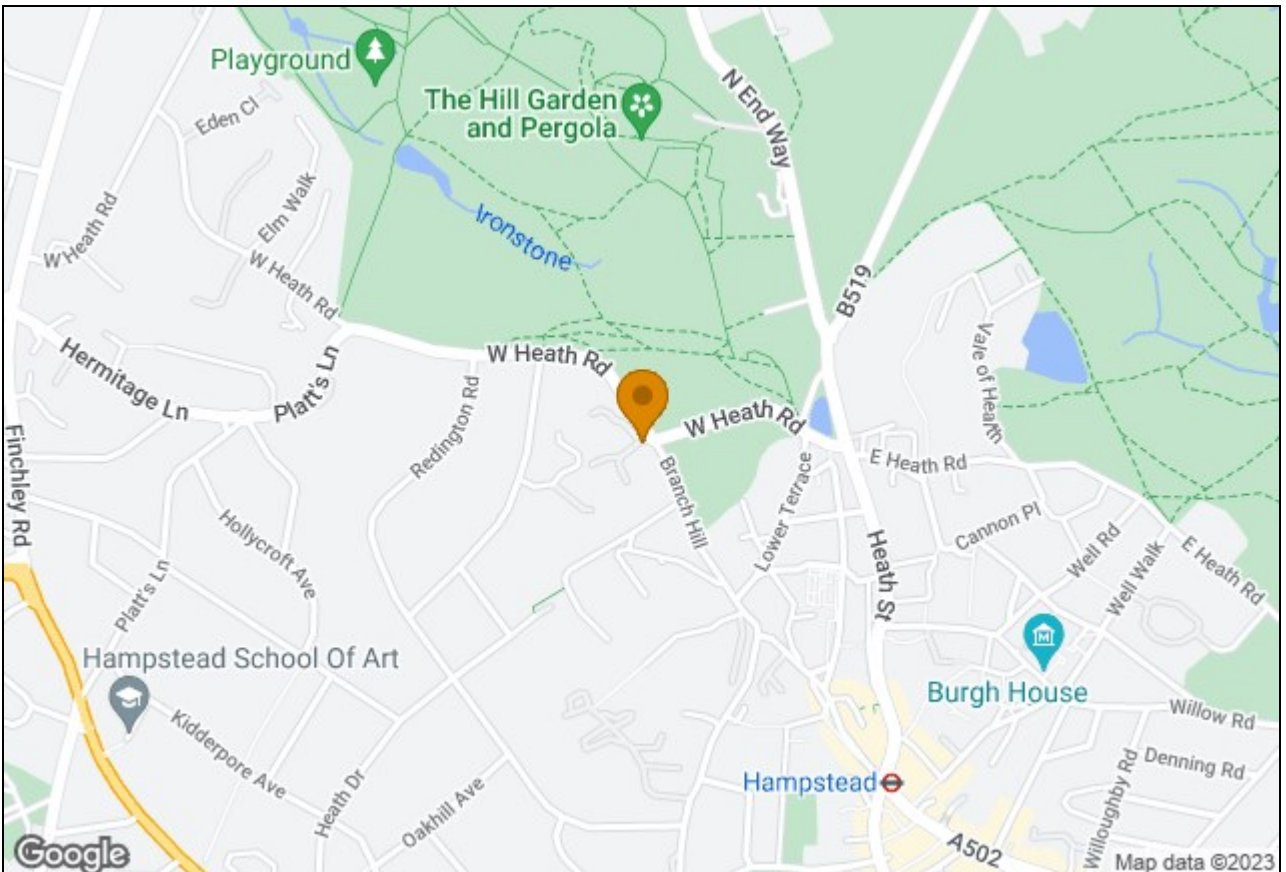 Playground
The Hill Garden
and Pergola
N End Way
Eden Cl
Elm Walk
W Heath Rd
Ironstone
W Heath Rd
B519
Vale of Health
Hermitage Ln
Platt's Ln
W Heath Rd
W Heath Rd
Redington Rd
Finchley Rd
Branch Hill
Lower Terrace
E Heath Rd
Cannon Pl
Well Rd
Well Walk
E Heath Rd
Hollycroft Ave
Platt's Ln
Heath St
Hampstead School Of Art
Burgh House
Kidderpore Ave
Willow Rd
Heath Dr
Oakhill Ave
Hampstead
Denning Rd
Willoughby Rd
A502
Google
Map data ©2023